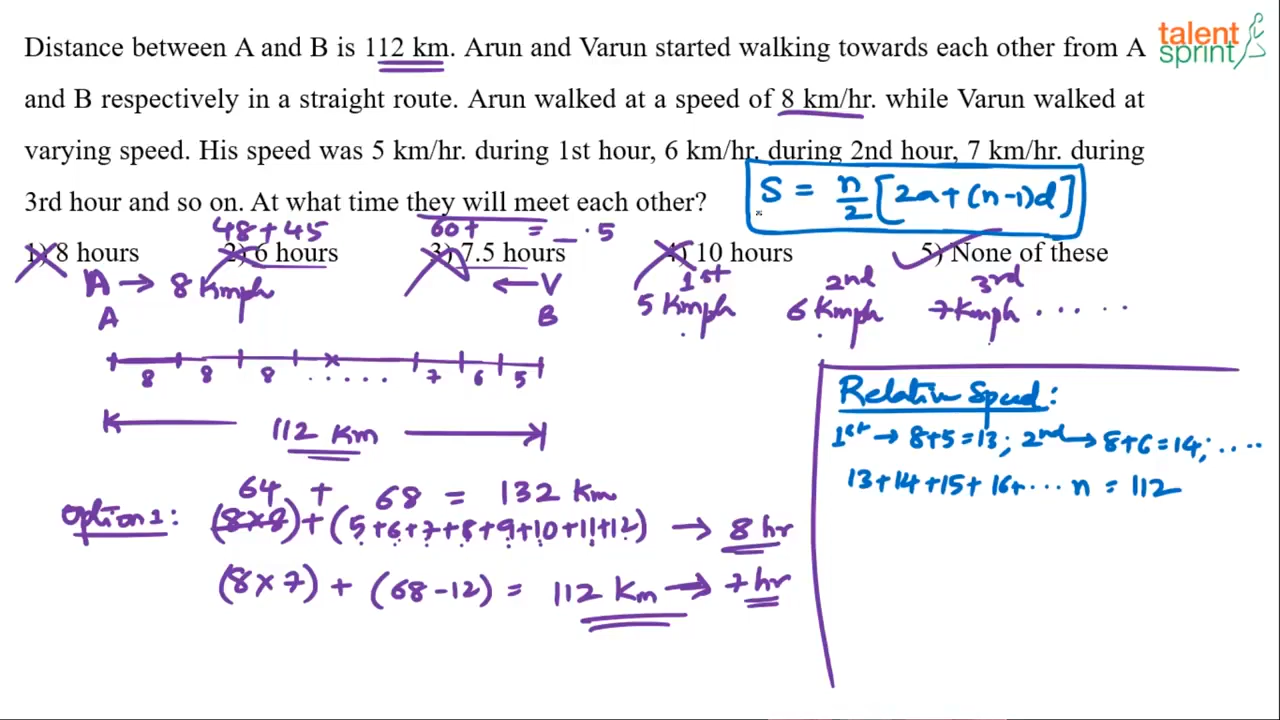 talent
sprint
Distance between A and B is 112 km. Arun and Varun started walking towards each other from A
and B respectively in a straight route. Arun walked at a speed of 8 km/hr. while Varun walked at
varying speed. His speed was 5 km/hr. during 1st hour, 6 km/hr. during 2nd hour, 7 km/hr. during
3rd hour and so on. At what time they will meet each other?
S = n/2 [2a+(n-1)d]
48+45
60+ = _ .5
1) 8 hours 2) 6 hours 3) 7.5 hours 4) 10 hours 5) None of these
A → 8 Kmph ← V
A B
1st 2nd 3rd
5 Kmph 6 Kmph 7 Kmph ......
8 8 8 ...... 7 6 5
112 Km
Relative Speed:
1st → 8+5=13; 2nd → 8+6=14; ....
13+14+15+16+... n = 112
64 + 68 = 132 Km
Option 1: (8×8)+(5+6+7+8+9+10+11+12) → 8 hr
(8×7) + (68-12) = 112 Km → 7 hr